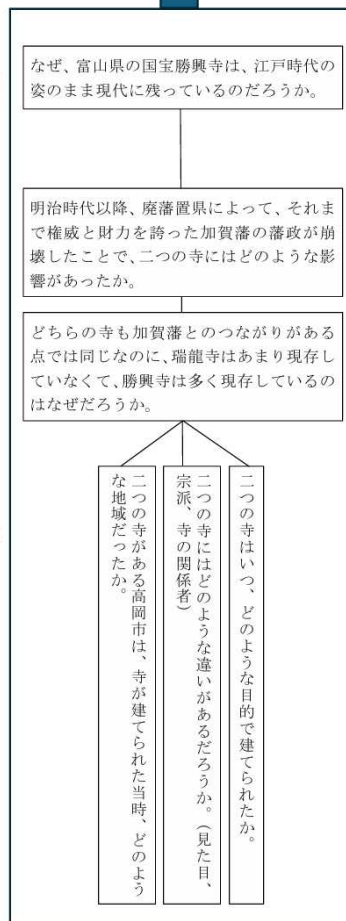 なぜ、富山県の国宝勝興寺は、江戸時代の
姿のまま現代に残っているのだろうか。
明治時代以降、廃藩置県によって、それま
で権威と財力を誇った加賀藩の藩政が崩
壊したことで、二つの寺にはどのような影
響があったか。
どちらの寺も加賀藩とのつながりがある
点では同じなのに、瑞龍寺はあまり現存し
ていなくて、勝興寺は多く現存しているの
はなぜだろうか。
二つの寺はいつ、どのような目的で建てられたか。
二つの寺にはどのような違いがあるだろうか。（見た目、
宗派、寺の関係者）
二つの寺がある高岡市は、寺が建てられた当時、どのよう
な地域だったか。